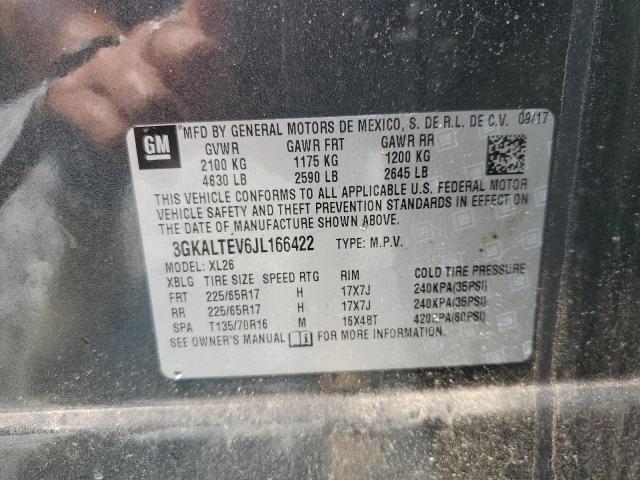 GM
MFD BY GENERAL MOTORS DE MEXICO, S. DE R.L. DE C.V. 09/17
GVWR GAWR FRT GAWR RR
2100 KG 1175 KG 1200 KG
4630 LB 2590 LB 2645 LB
THIS VEHICLE CONFORMS TO ALL APPLICABLE U.S. FEDERAL MOTOR
VEHICLE SAFETY AND THEFT PREVENTION STANDARDS IN EFFECT ON
THE DATE OF MANUFACTURE SHOWN ABOVE.
3GKALTEV6JL166422 TYPE: M.P.V.
MODEL: XL26
XBLG TIRE SIZE SPEED RTG RIM COLD TIRE PRESSURE
FRT 225/65R17 H 17X7J 240KPA(35PSI)
RR 225/65R17 H 17X7J 240KPA(35PSI)
SPA T135/70R16 M 16X4BT 420KPA(60PSI)
SEE OWNER'S MANUAL FOR MORE INFORMATION.